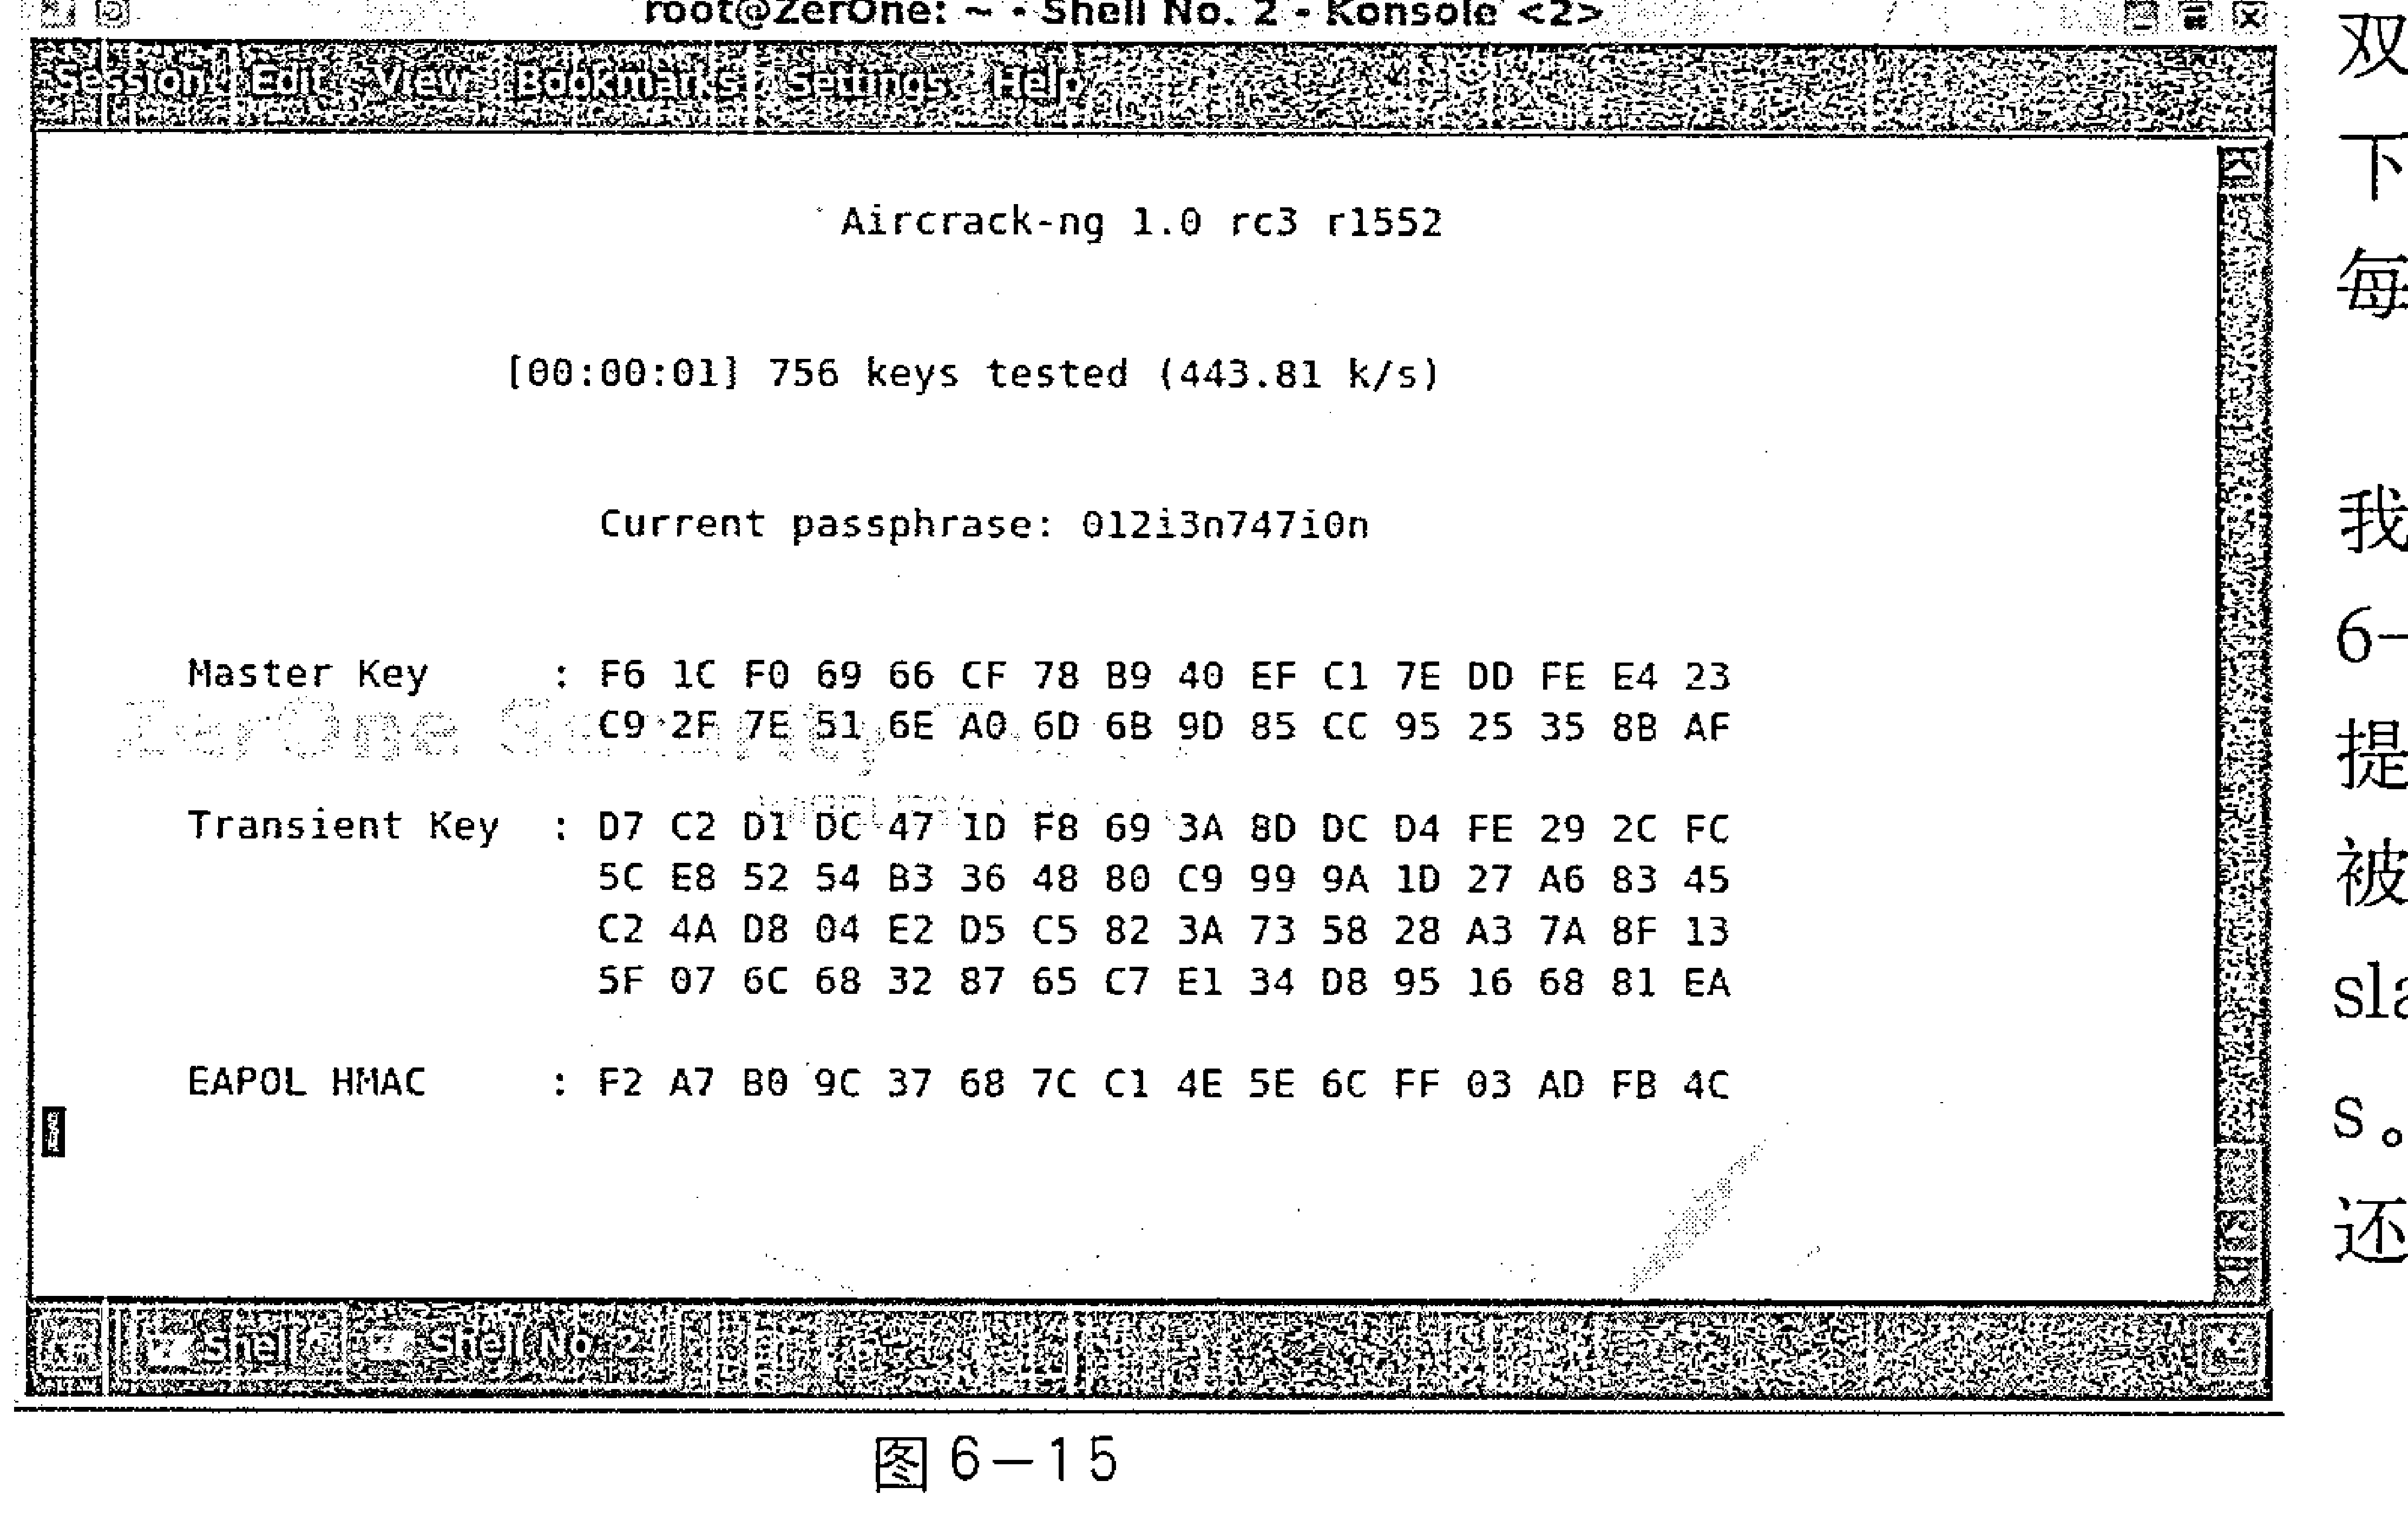 root@ZerOne: ~ - Shell No. 2 - Konsole <2>
Session Edit View Bookmarks Settings Help
Aircrack-ng 1.0 rc3 r1552
[00:00:01] 756 keys tested (443.81 k/s)
Current passphrase: 012i3n747i0n
Master Key : F6 1C F0 69 66 CF 78 B9 40 EF C1 7E DD FE E4 23
C9 2F 7E 51 6E A0 6D 6B 9D 85 CC 95 25 35 8B AF
ZerOne Security
Transient Key : D7 C2 D1 DC 47 1D F8 69 3A 8D DC D4 FE 29 2C FC
5C E8 52 54 B3 36 48 80 C9 99 9A 1D 27 A6 83 45
C2 4A D8 04 E2 D5 C5 82 3A 73 58 28 A3 7A 8F 13
5F 07 6C 68 32 87 65 C7 E1 34 D8 95 16 68 81 EA
EAPOL HMAC : F2 A7 B0 9C 37 68 7C C1 4E 5E 6C FF 03 AD FB 4C
Shell Shell No. 2
图 6－15
双
下
每
我
6-
提
被
sla
s。
还